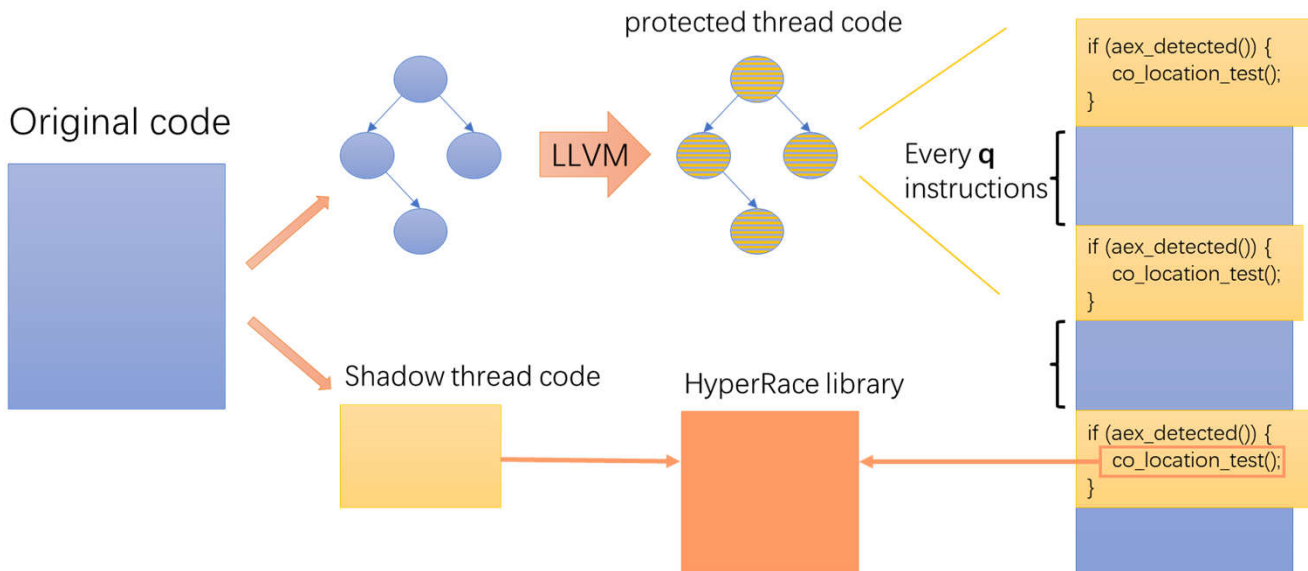 protected thread code
Original code
LLVM
if (aex_detected()) {
co_location_test();
}
Every q
instructions
if (aex_detected()) {
co_location_test();
}
Shadow thread code
HyperRace library
if (aex_detected()) {
co_location_test();
}